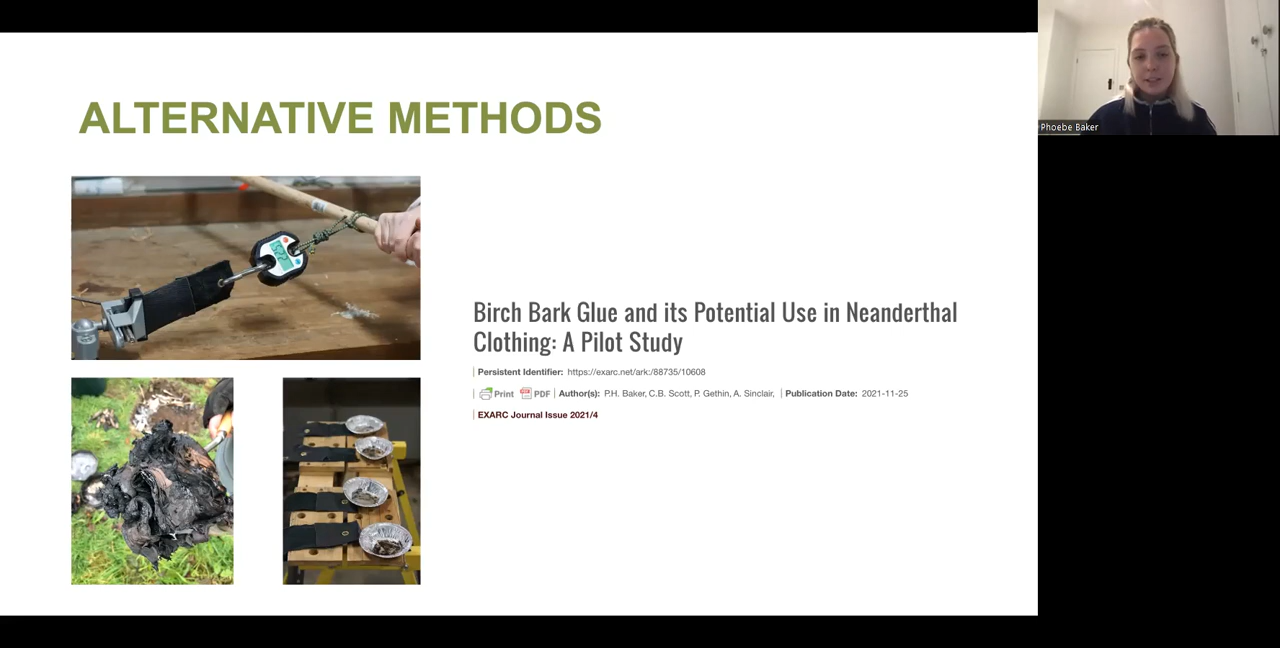 ALTERNATIVE METHODS
Birch Bark Glue and its Potential Use in Neanderthal
Clothing: A Pilot Study
Persistent Identifier: https://exarc.net/ark:/88735/10608
Print PDF Author(s): P.H. Baker, C.B. Scott, P. Gethin, A. Sinclair, Publication Date: 2021-11-25
EXARC Journal Issue 2021/4
Phoebe Baker